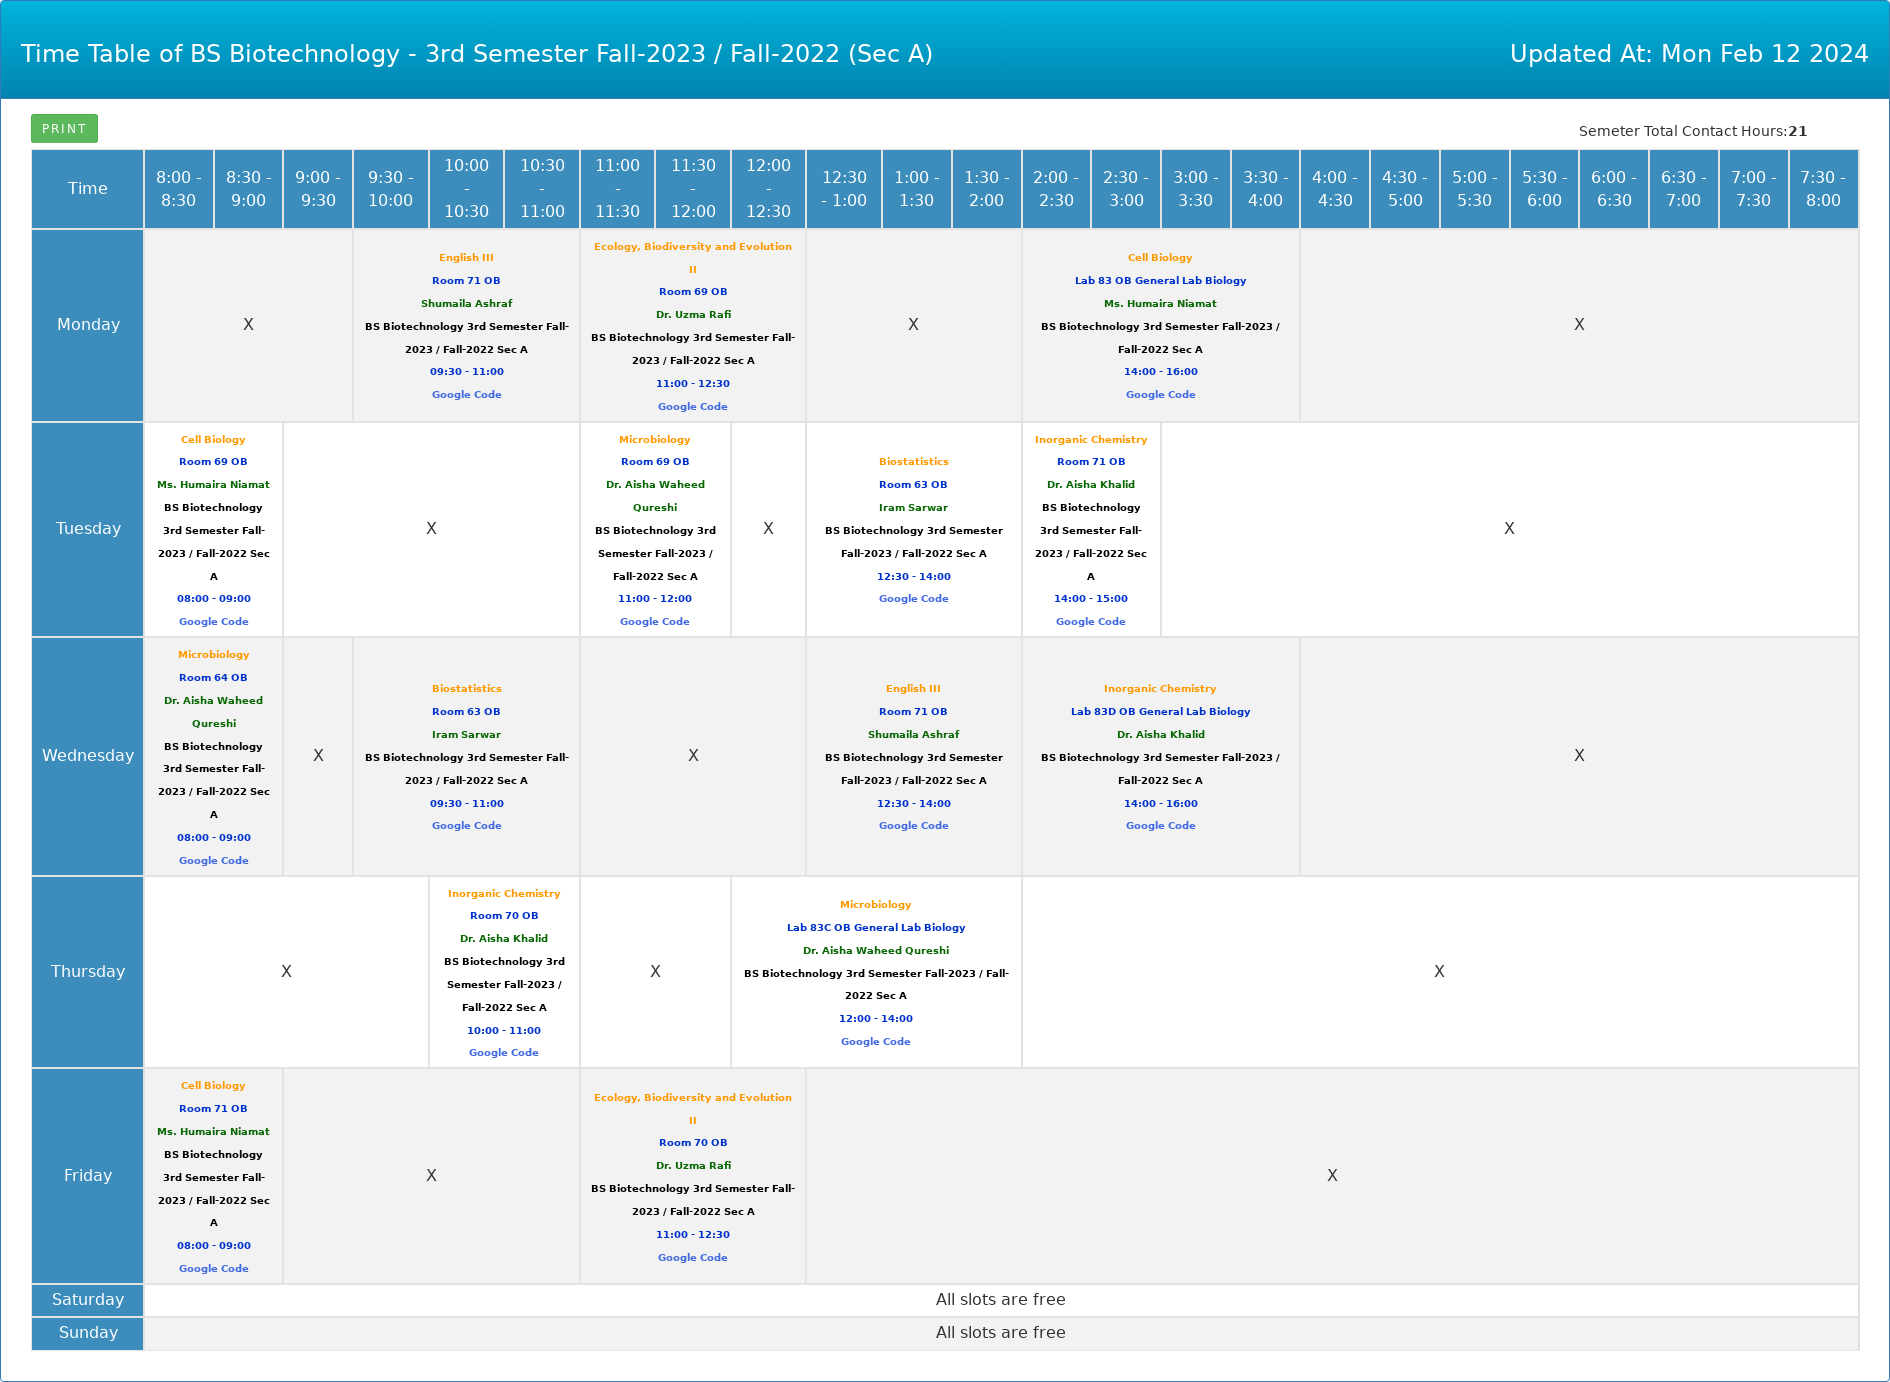 Time Table of BS Biotechnology - 3rd Semester Fall-2023 / Fall-2022 (Sec A)
Updated At: Mon Feb 12 2024
PRINT
Semeter Total Contact Hours:21
Time
8:00 -
8:30
8:30 -
9:00
9:00 -
9:30
9:30 -
10:00
10:00
-
10:30
10:30
-
11:00
11:00
-
11:30
11:30
-
12:00
12:00
-
12:30
12:30
- 1:00
1:00 -
1:30
1:30 -
2:00
2:00 -
2:30
2:30 -
3:00
3:00 -
3:30
3:30 -
4:00
4:00 -
4:30
4:30 -
5:00
5:00 -
5:30
5:30 -
6:00
6:00 -
6:30
6:30 -
7:00
7:00 -
7:30
7:30 -
8:00
Monday
X
English III
Room 71 OB
Shumaila Ashraf
BS Biotechnology 3rd Semester Fall-
2023 / Fall-2022 Sec A
09:30 - 11:00
Google Code
Ecology, Biodiversity and Evolution
II
Room 69 OB
Dr. Uzma Rafi
BS Biotechnology 3rd Semester Fall-
2023 / Fall-2022 Sec A
11:00 - 12:30
Google Code
X
Cell Biology
Lab 83 OB General Lab Biology
Ms. Humaira Niamat
BS Biotechnology 3rd Semester Fall-2023 /
Fall-2022 Sec A
14:00 - 16:00
Google Code
X
Tuesday
Cell Biology
Room 69 OB
Ms. Humaira Niamat
BS Biotechnology
3rd Semester Fall-
2023 / Fall-2022 Sec
A
08:00 - 09:00
Google Code
X
Microbiology
Room 69 OB
Dr. Aisha Waheed
Qureshi
BS Biotechnology 3rd
Semester Fall-2023 /
Fall-2022 Sec A
11:00 - 12:00
Google Code
X
Biostatistics
Room 63 OB
Iram Sarwar
BS Biotechnology 3rd Semester
Fall-2023 / Fall-2022 Sec A
12:30 - 14:00
Google Code
Inorganic Chemistry
Room 71 OB
Dr. Aisha Khalid
BS Biotechnology
3rd Semester Fall-
2023 / Fall-2022 Sec
A
14:00 - 15:00
Google Code
X
Wednesday
Microbiology
Room 64 OB
Dr. Aisha Waheed
Qureshi
BS Biotechnology
3rd Semester Fall-
2023 / Fall-2022 Sec
A
08:00 - 09:00
Google Code
X
Biostatistics
Room 63 OB
Iram Sarwar
BS Biotechnology 3rd Semester Fall-
2023 / Fall-2022 Sec A
09:30 - 11:00
Google Code
X
English III
Room 71 OB
Shumaila Ashraf
BS Biotechnology 3rd Semester
Fall-2023 / Fall-2022 Sec A
12:30 - 14:00
Google Code
Inorganic Chemistry
Lab 83D OB General Lab Biology
Dr. Aisha Khalid
BS Biotechnology 3rd Semester Fall-2023 /
Fall-2022 Sec A
14:00 - 16:00
Google Code
X
Thursday
X
Inorganic Chemistry
Room 70 OB
Dr. Aisha Khalid
BS Biotechnology 3rd
Semester Fall-2023 /
Fall-2022 Sec A
10:00 - 11:00
Google Code
X
Microbiology
Lab 83C OB General Lab Biology
Dr. Aisha Waheed Qureshi
BS Biotechnology 3rd Semester Fall-2023 / Fall-
2022 Sec A
12:00 - 14:00
Google Code
X
Friday
Cell Biology
Room 71 OB
Ms. Humaira Niamat
BS Biotechnology
3rd Semester Fall-
2023 / Fall-2022 Sec
A
08:00 - 09:00
Google Code
X
Ecology, Biodiversity and Evolution
II
Room 70 OB
Dr. Uzma Rafi
BS Biotechnology 3rd Semester Fall-
2023 / Fall-2022 Sec A
11:00 - 12:30
Google Code
X
Saturday
All slots are free
Sunday
All slots are free